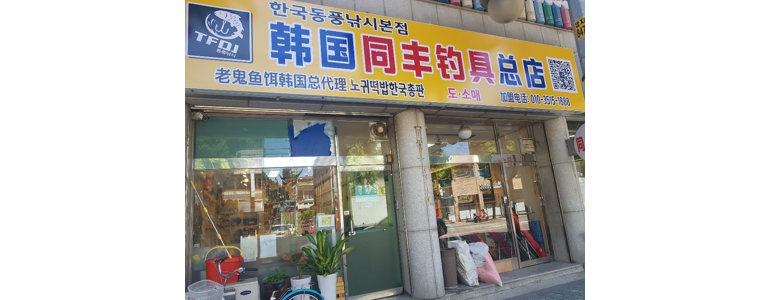 한국동풍낚시본점
TFDJ
韩国同丰钓具总店
老鬼鱼饵韩国总代理 노귀떡밥한국총판
도·소매
加盟电话: 010-3515-1888